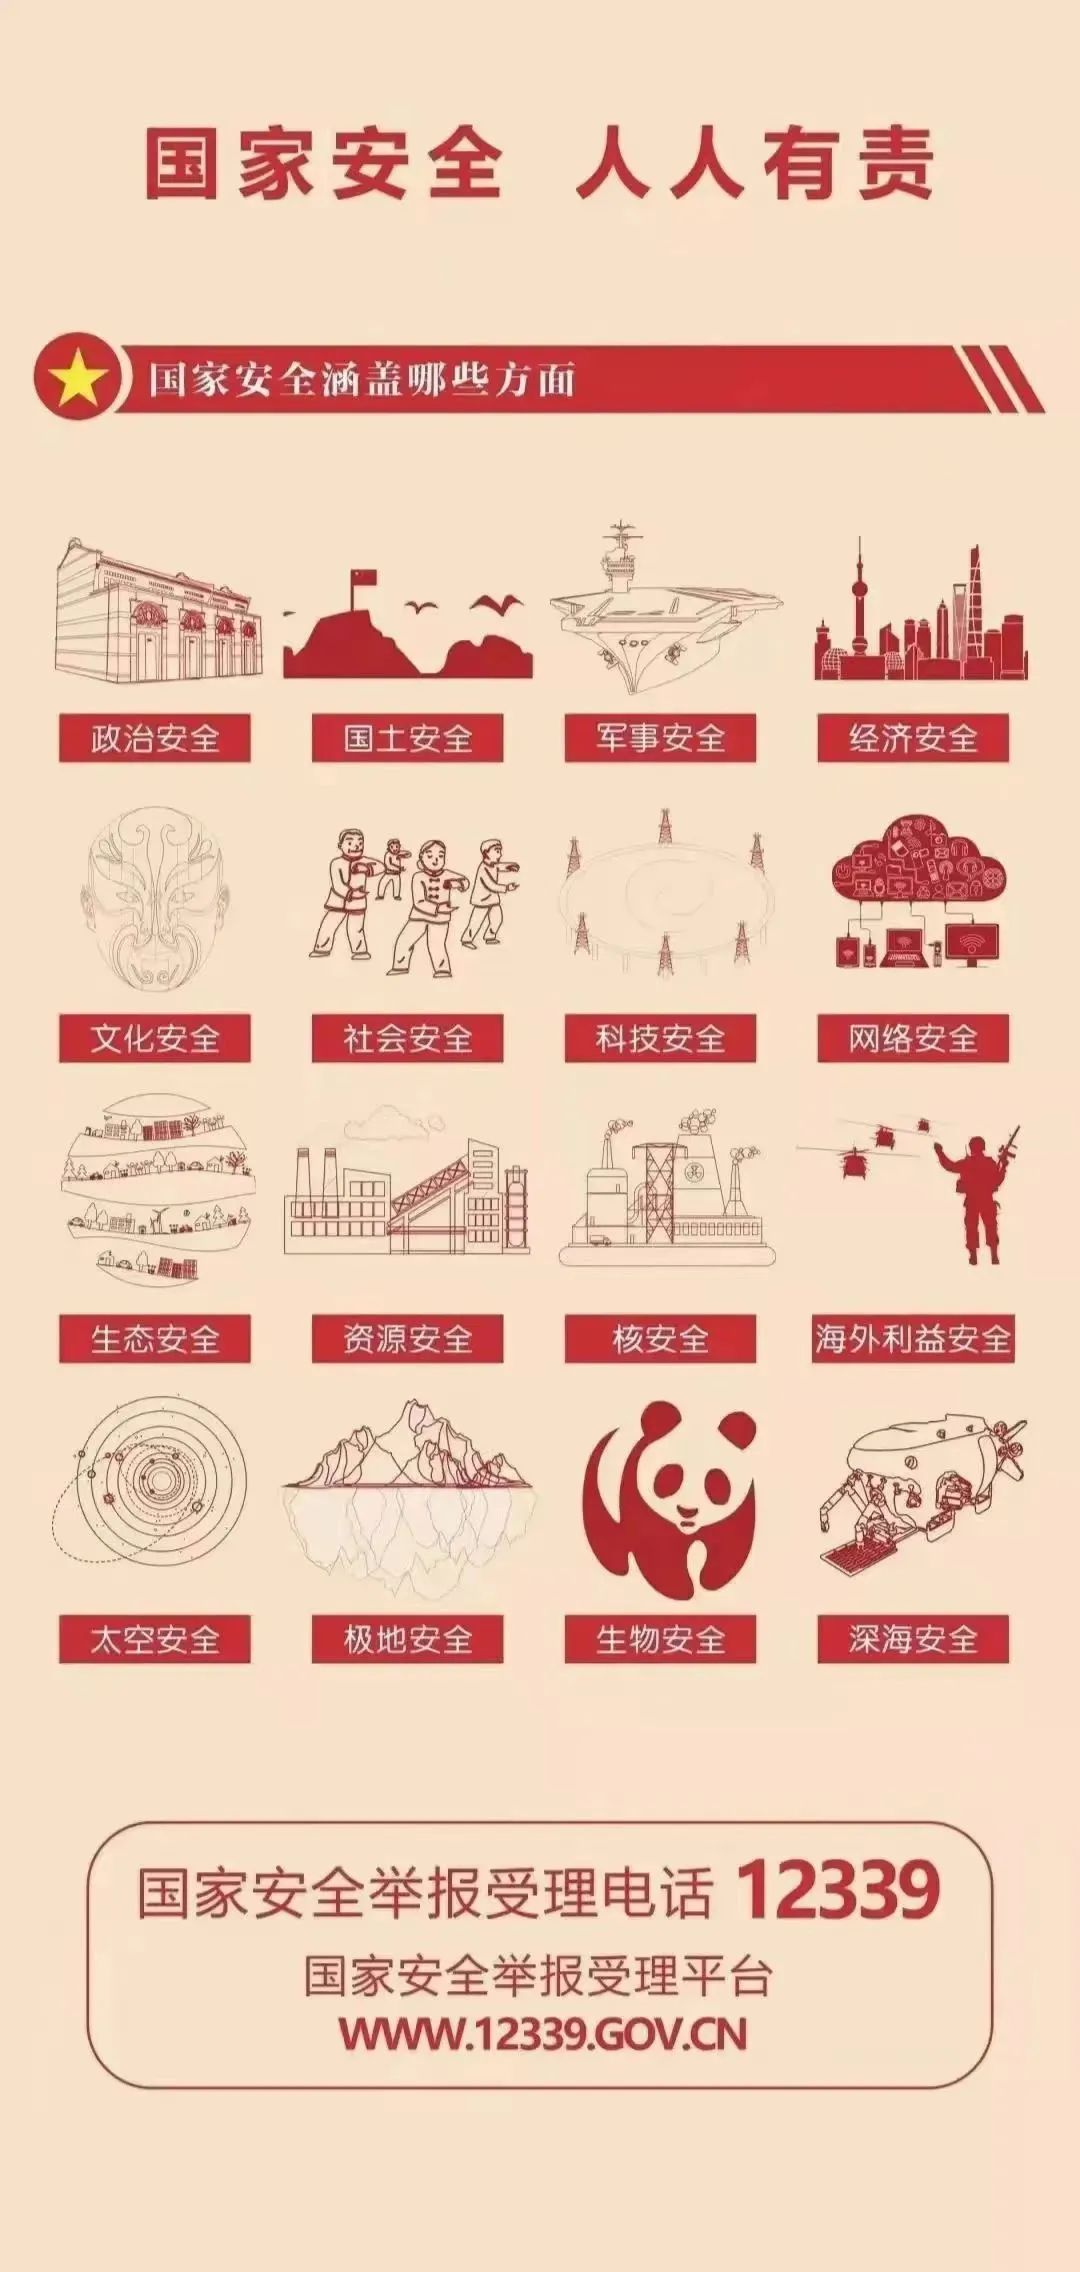 国家安全 人人有责
国家安全涵盖哪些方面
政治安全 国土安全 军事安全 经济安全
文化安全 社会安全 科技安全 网络安全
生态安全 资源安全 核安全 海外利益安全
太空安全 极地安全 生物安全 深海安全
国家安全举报受理电话 12339
国家安全举报受理平台
WWW.12339.GOV.CN